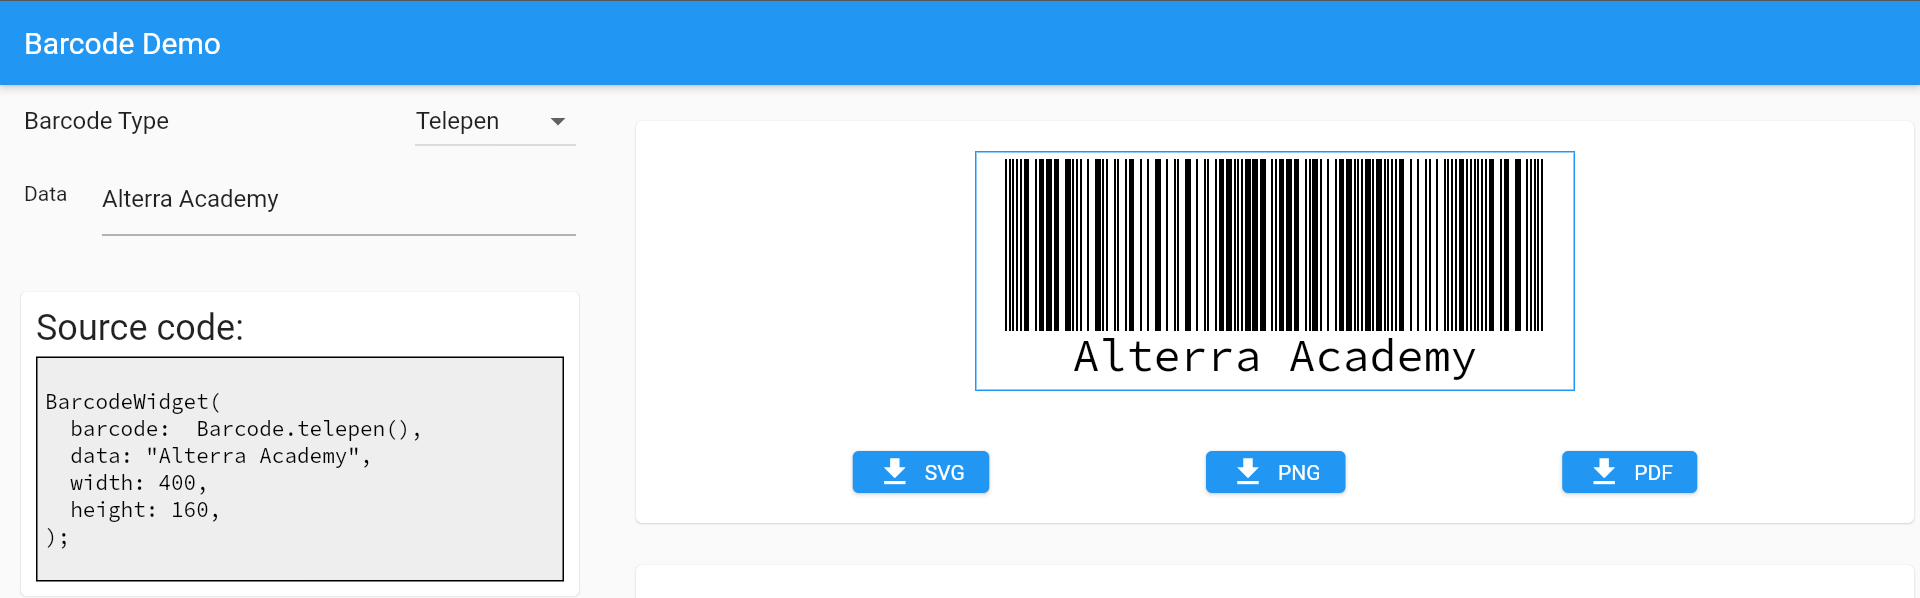 Barcode Demo
Barcode Type
Telepen
Data
Alterra Academy
Source code:
BarcodeWidget(
  barcode:  Barcode.telepen(),
  data: "Alterra Academy",
  width: 400,
  height: 160,
);
Alterra Academy
SVG
PNG
PDF